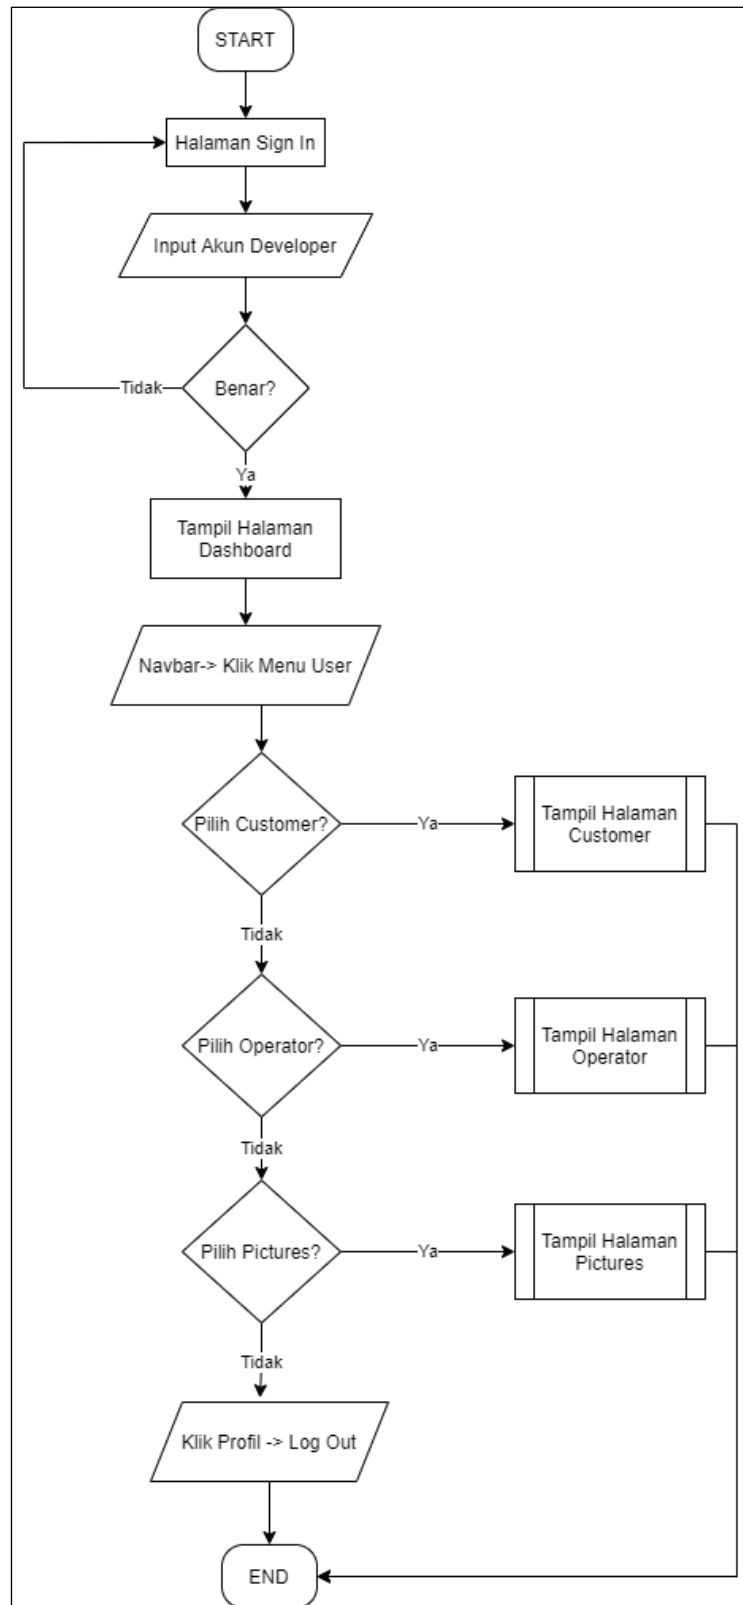 START
Halaman Sign In
Input Akun Developer
Benar?
Tidak
Ya
Tampil Halaman
Dashboard
Navbar-> Klik Menu User
Pilih Customer?
Ya
Tampil Halaman
Customer
Tidak
Pilih Operator?
Ya
Tampil Halaman
Operator
Tidak
Pilih Pictures?
Ya
Tampil Halaman
Pictures
Tidak
Klik Profil -> Log Out
END